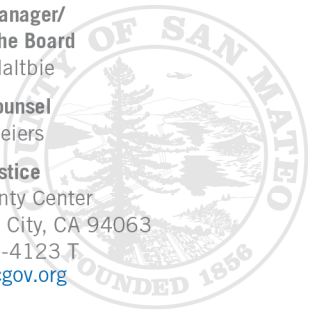 anager/
he Board
altbie
ounsel
eiers
stice
nty Center
City, CA 94063
-4123 T
cgov.org
COUNTY OF SAN MATEO
FOUNDED 1856